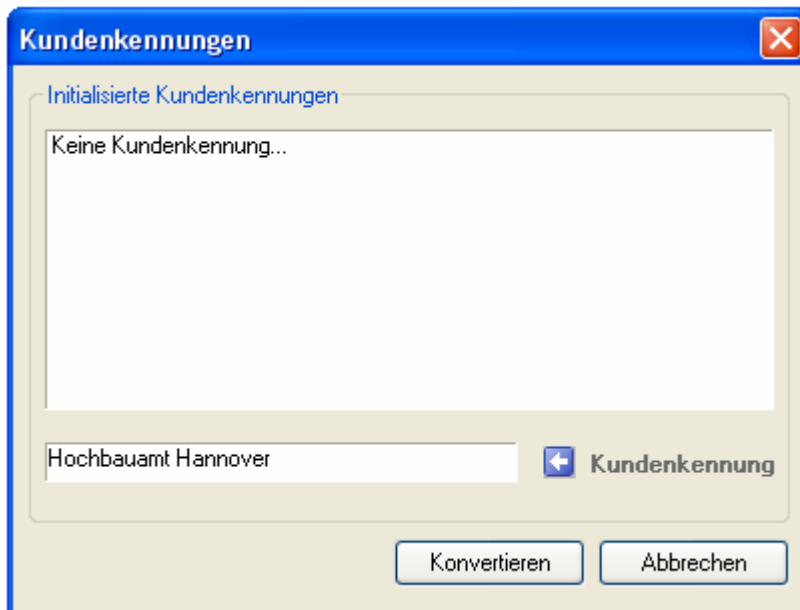 Kundenkennungen
Initialisierte Kundenkennungen
Keine Kundenkennung...
Hochbauamt Hannover
Kundenkennung
Konvertieren
Abbrechen